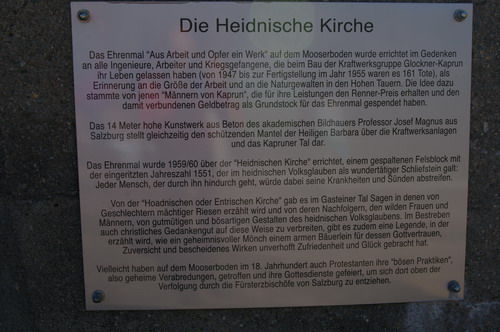 Die Heidnische Kirche
Das Ehrenmal "Aus Arbeit und Opfer ein Werk" auf dem Mooserboden wurde errichtet im Gedenken
an alle Ingenieure, Arbeiter und Kriegsgefangene, die beim Bau der Kraftwerksgruppe Glockner-Kaprun
ihr Leben gelassen haben (von 1947 bis zur Fertigstellung im Jahr 1955 waren es 161 Tote), als
Erinnerung an die Größe der Arbeit und an die Naturgewalten in den Hohen Tauern. Die Idee dazu
stammte von jenen "Männern von Kaprun", die für ihre Leistungen den Renner-Preis erhalten und den
damit verbundenen Geldbetrag als Grundstock für das Ehrenmal gespendet haben.
Das 14 Meter hohe Kunstwerk aus Beton des akademischen Bildhauers Professor Josef Magnus aus
Salzburg stellt gleichzeitig den schützenden Mantel der Heiligen Barbara über die Kraftwerksanlagen
und das Kapruner Tal dar.
Das Ehrenmal wurde 1959/60 über der "Heidnischen Kirche" errichtet, einem gespaltenen Felsblock mit
der eingeritzten Jahreszahl 1551, der im heidnischen Volksglauben als wundertätiger Schliefstein galt:
Jeder Mensch, der durch ihn hindurch geht, würde dabei seine Krankheiten und Sünden abstreifen.
Von der "Hoadnischen oder Entrischen Kirche" gab es im Gasteiner Tal Sagen in denen von
Geschlechtern mächtiger Riesen erzählt wird und von deren Nachfolgern, den wilden Frauen und
Männern, von gutmütigen und bösartigen Gestalten des heidnischen Volksglaubens. Im Bestreben
auch christliches Gedankengut auf diese Weise zu verbreiten, gibt es zudem eine Legende, in der
erzählt wird, wie ein geheimnisvoller Mönch einem armen Bäuerlein für dessen Gottvertrauen,
Zuversicht und bescheidenes Wirken unverhofft Zufriedenheit und Glück gebracht hat.
Vielleicht haben auf dem Mooserboden im 18. Jahrhundert auch Protestanten ihre "bösen Praktiken",
also geheime Verabredungen, getroffen und ihre Gottesdienste gefeiert, um sich dort oben der
Verfolgung durch die Fürsterzbischöfe von Salzburg zu entziehen.